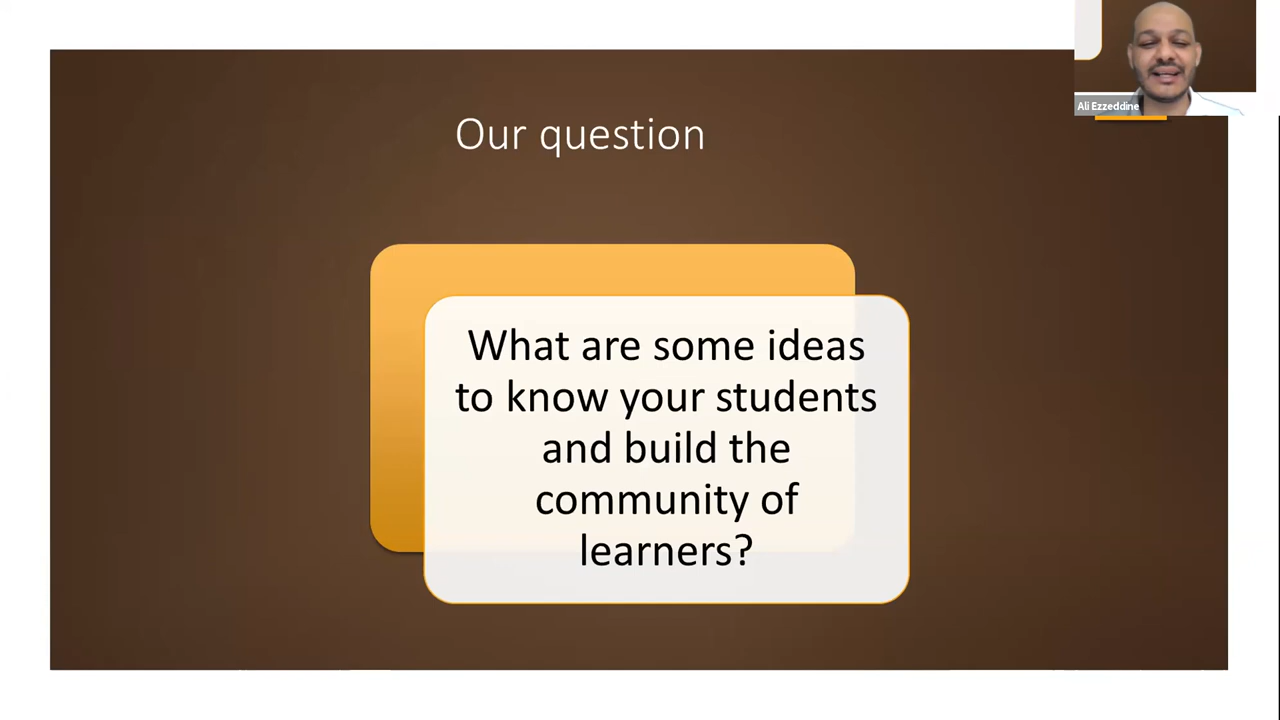 Our question
Ali Ezzeddine
What are some ideas
to know your students
and build the
community of
learners?